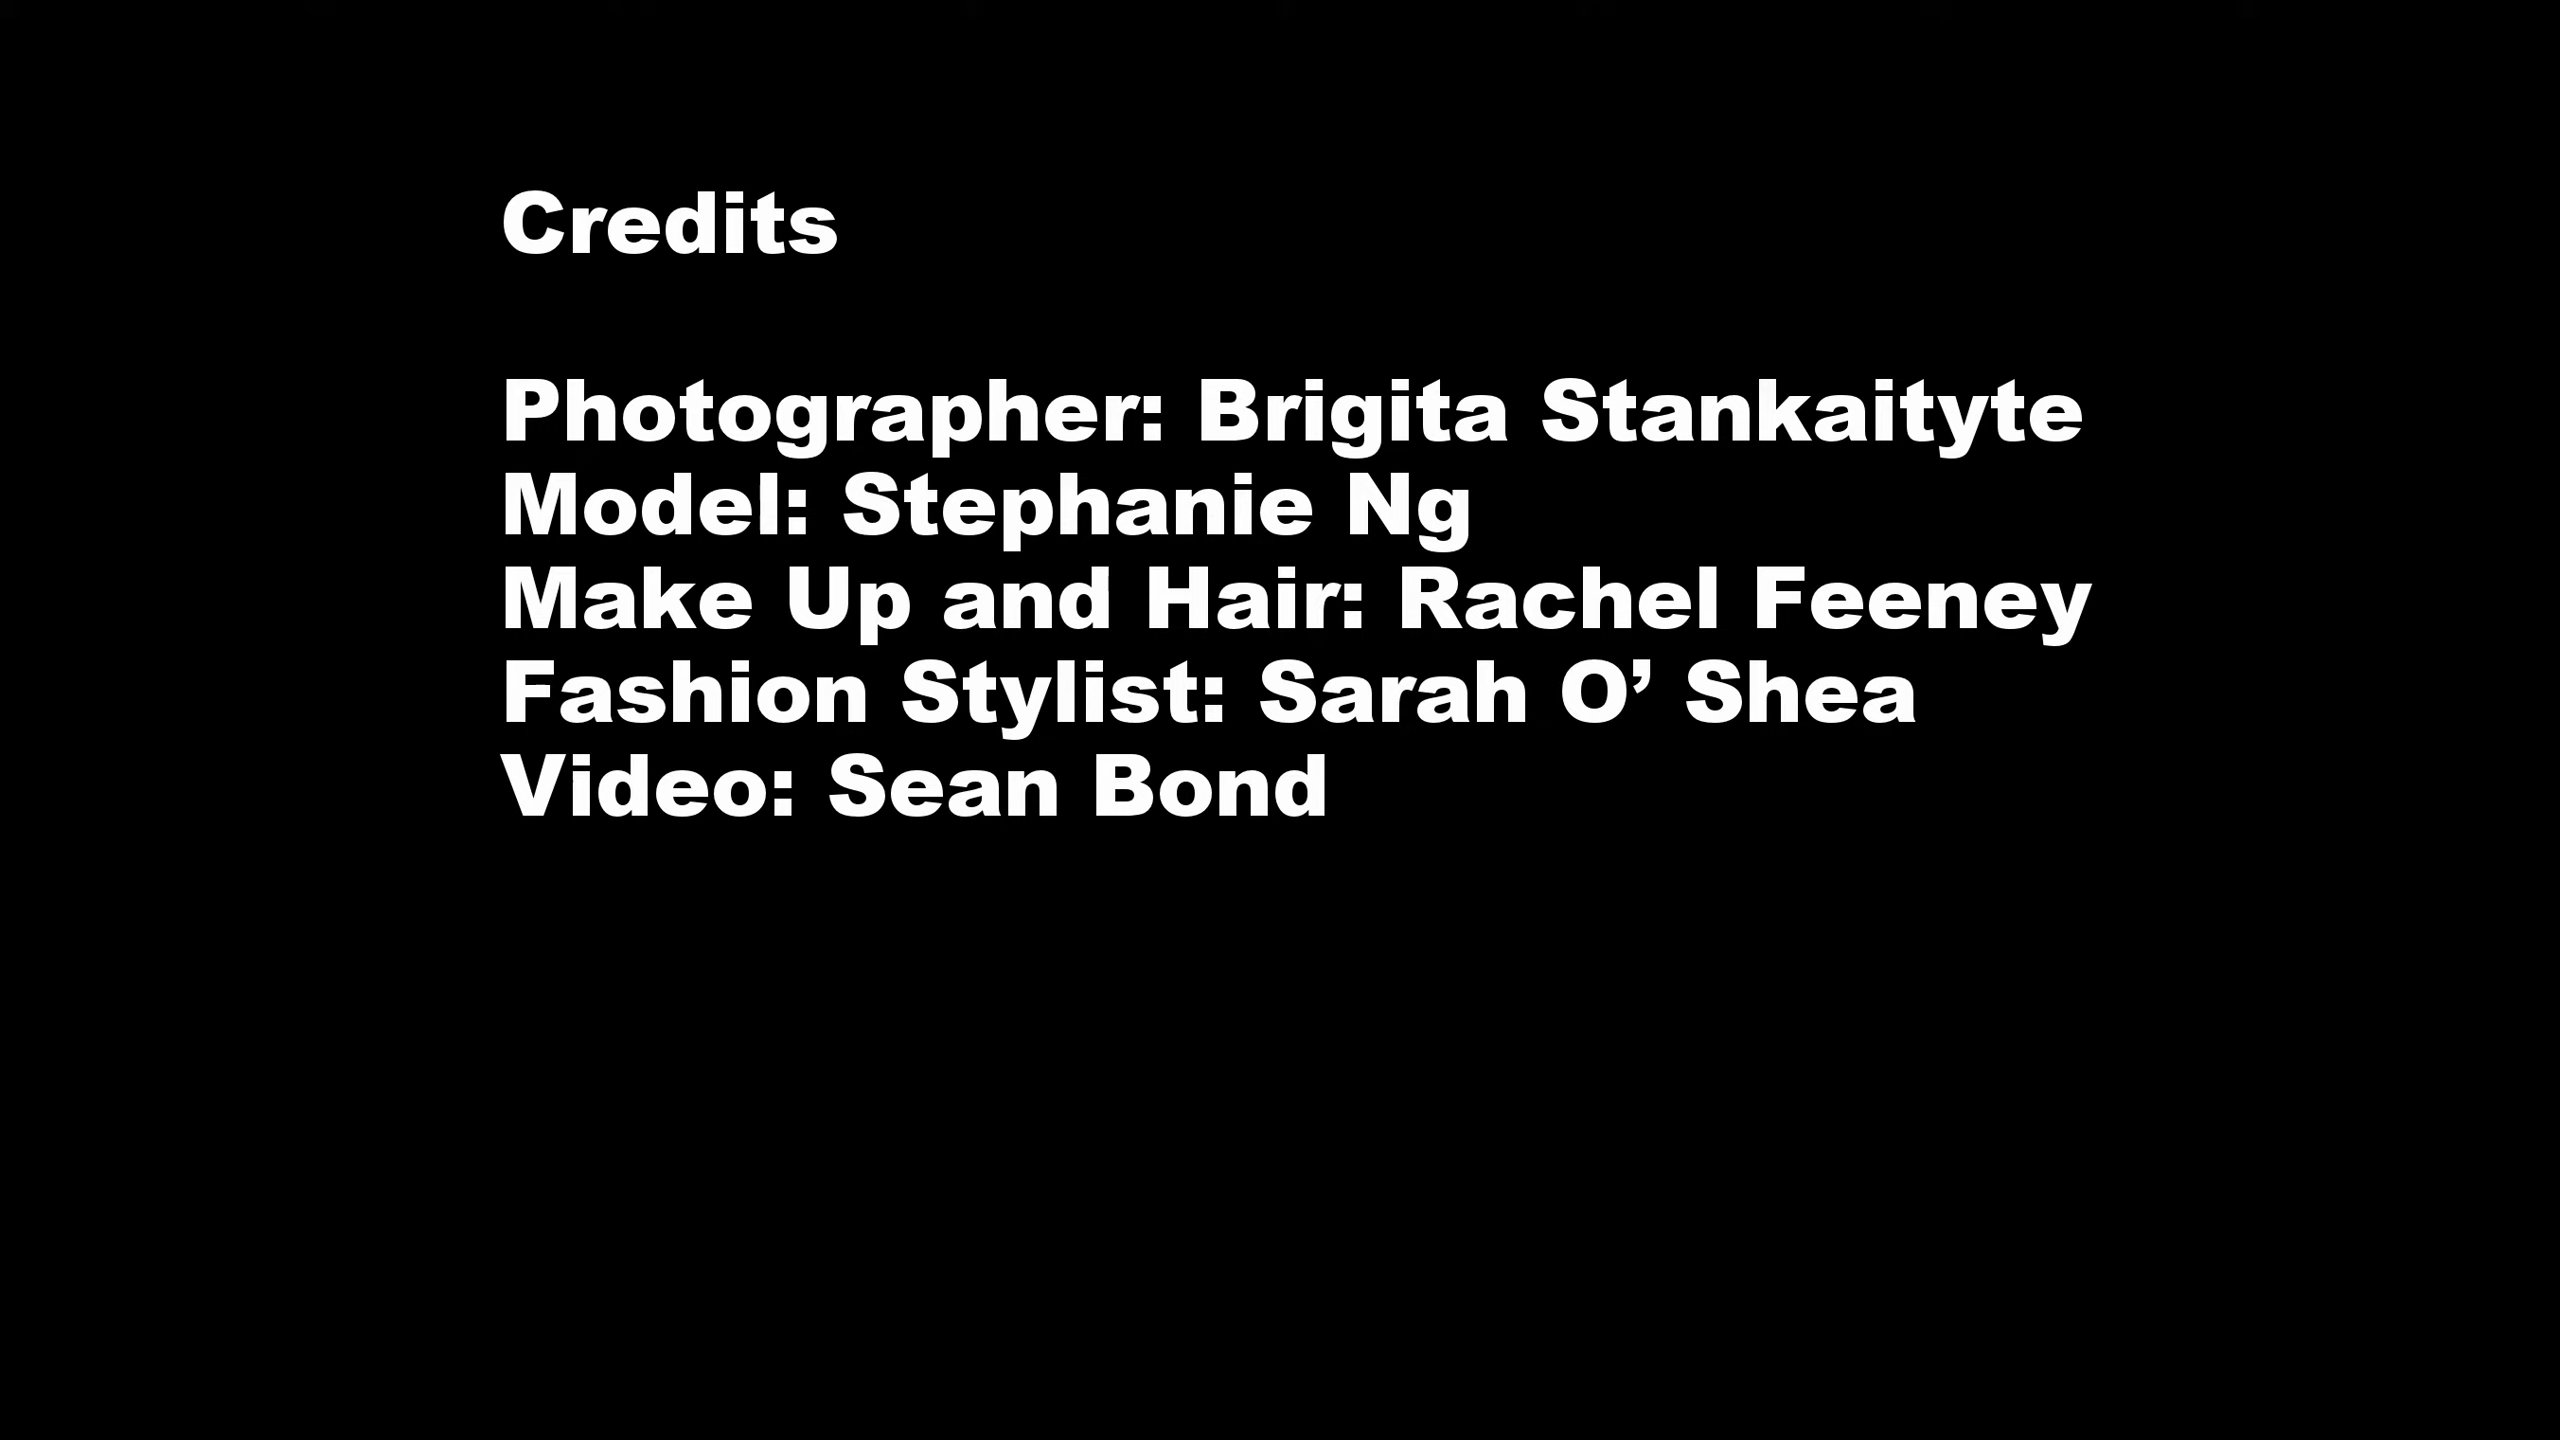 Credits
Photographer: Brigita Stankaityte
Model: Stephanie Ng
Make Up and Hair: Rachel Feeney
Fashion Stylist: Sarah O’ Shea
Video: Sean Bond